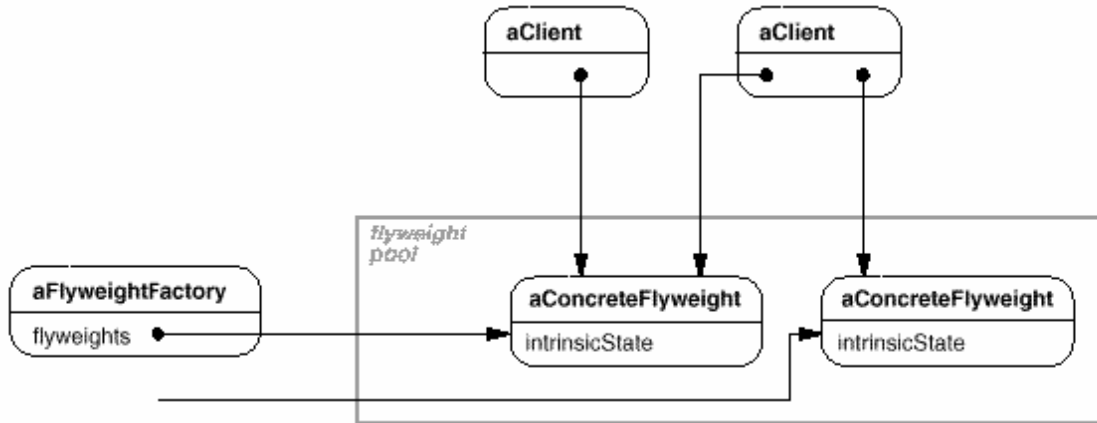 aClient
aClient
flyweight
pool
aFlyweightFactory
flyweights
aConcreteFlyweight
intrinsicState
aConcreteFlyweight
intrinsicState